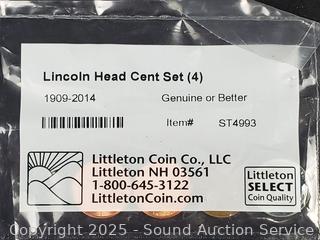 Lincoln Head Cent Set (4)
1909-2014 Genuine or Better
Item# ST4993
Littleton Coin Co., LLC
Littleton NH 03561
1-800-645-3122
LittletonCoin.com
Littleton
SELECT
Coin Quality
Copyright 2025 - Sound Auction Service